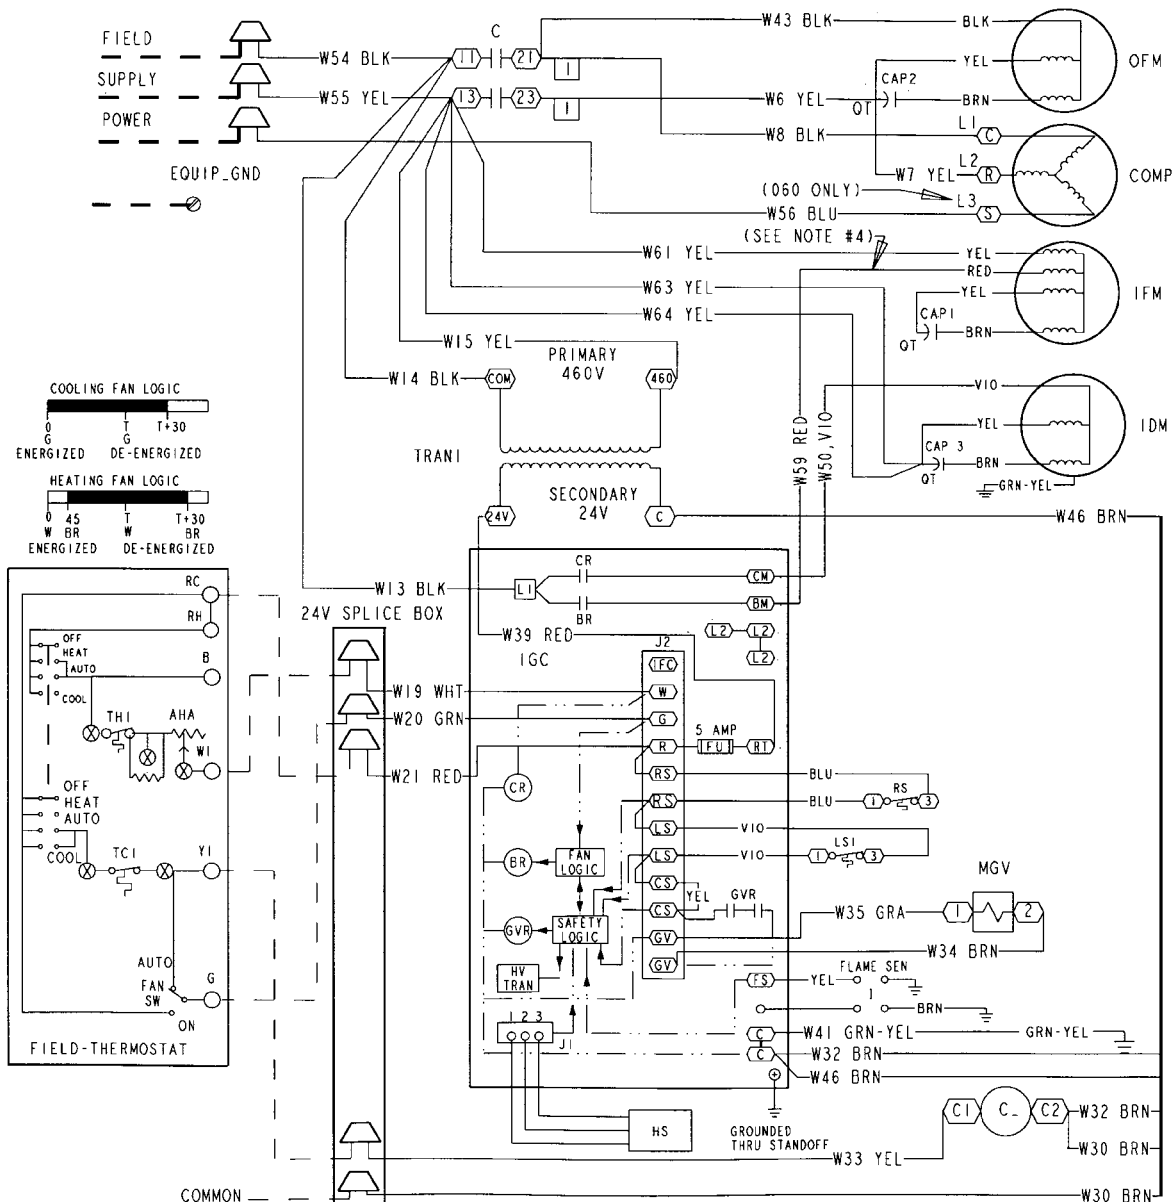 W43 BLK
BLK
C
FIELD
W54 BLK
11
21
1
YEL
OFM
SUPPLY
CAP2
W55 YEL
13
23
1
W6 YEL
QT
BRN
POWER
W8 BLK
L1
C
EQUIP_GND
L2
W7 YEL
R
COMP
(060 ONLY)
L3
W56 BLU
S
(SEE NOTE #4)
W61 YEL
YEL
RED
W63 YEL
YEL
IFM
W64 YEL
CAP1
BRN
QT
W15 YEL
PRIMARY
460V
W14 BLK
COM
460
COOLING FAN LOGIC
0
T
T+30
G
G
ENERGIZED
DE-ENERGIZED
VIO
YEL
IDM
TRAN1
W59 RED
W50,VIO
CAP 3
BRN
QT
HEATING FAN LOGIC
GRN-YEL
SECONDARY
24V
24V
C
W46 BRN
0
45
T
T+30
W
BR
W
BR
ENERGIZED
DE-ENERGIZED
CR
RC
W13 BLK
L1
CM
BM
24V SPLICE BOX
BR
RH
W39 RED
L2
L2
OFF
HEAT
J2
L2
AUTO
B
IGC
IFC
COOL
W19 WHT
W
TH1
AHA
W20 GRN
G
5 AMP
W1
W21 RED
R
FU
RT
RS
BLU
CR
RS
OFF
HEAT
RS
BLU
1
3
AUTO
LS
VIO
LS1
COOL
TC1
Y1
BR
FAN
LOGIC
LS
VIO
1
3
MGV
CS
YEL
GVR
GVR
SAFETY
LOGIC
CS
W35 GRA
1
2
GV
W34 BRN
AUTO
GV
FLAME SEN
FAN
SW
G
HV
TRAN
FS
YEL
1
ON
1 2 3
BRN
J1
C
W41 GRN-YEL
GRN-YEL
FIELD-THERMOSTAT
C
W32 BRN
W46 BRN
C1
C_
C2
W32 BRN
HS
GROUNDED
THRU STANDOFF
W30 BRN
W33 YEL
COMMON
W30 BRN